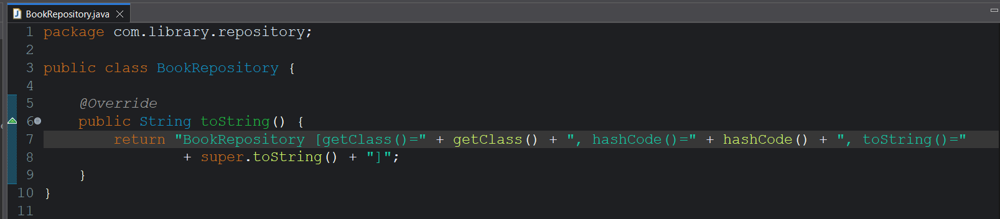 BookRepository.java
1 package com.library.repository;
2
3 public class BookRepository {
4
5     @Override
6     public String toString() {
7         return "BookRepository [getClass()=" + getClass() + ", hashCode()=" + hashCode() + ", toString()="
8                 + super.toString() + "]";
9     }
10 }
11